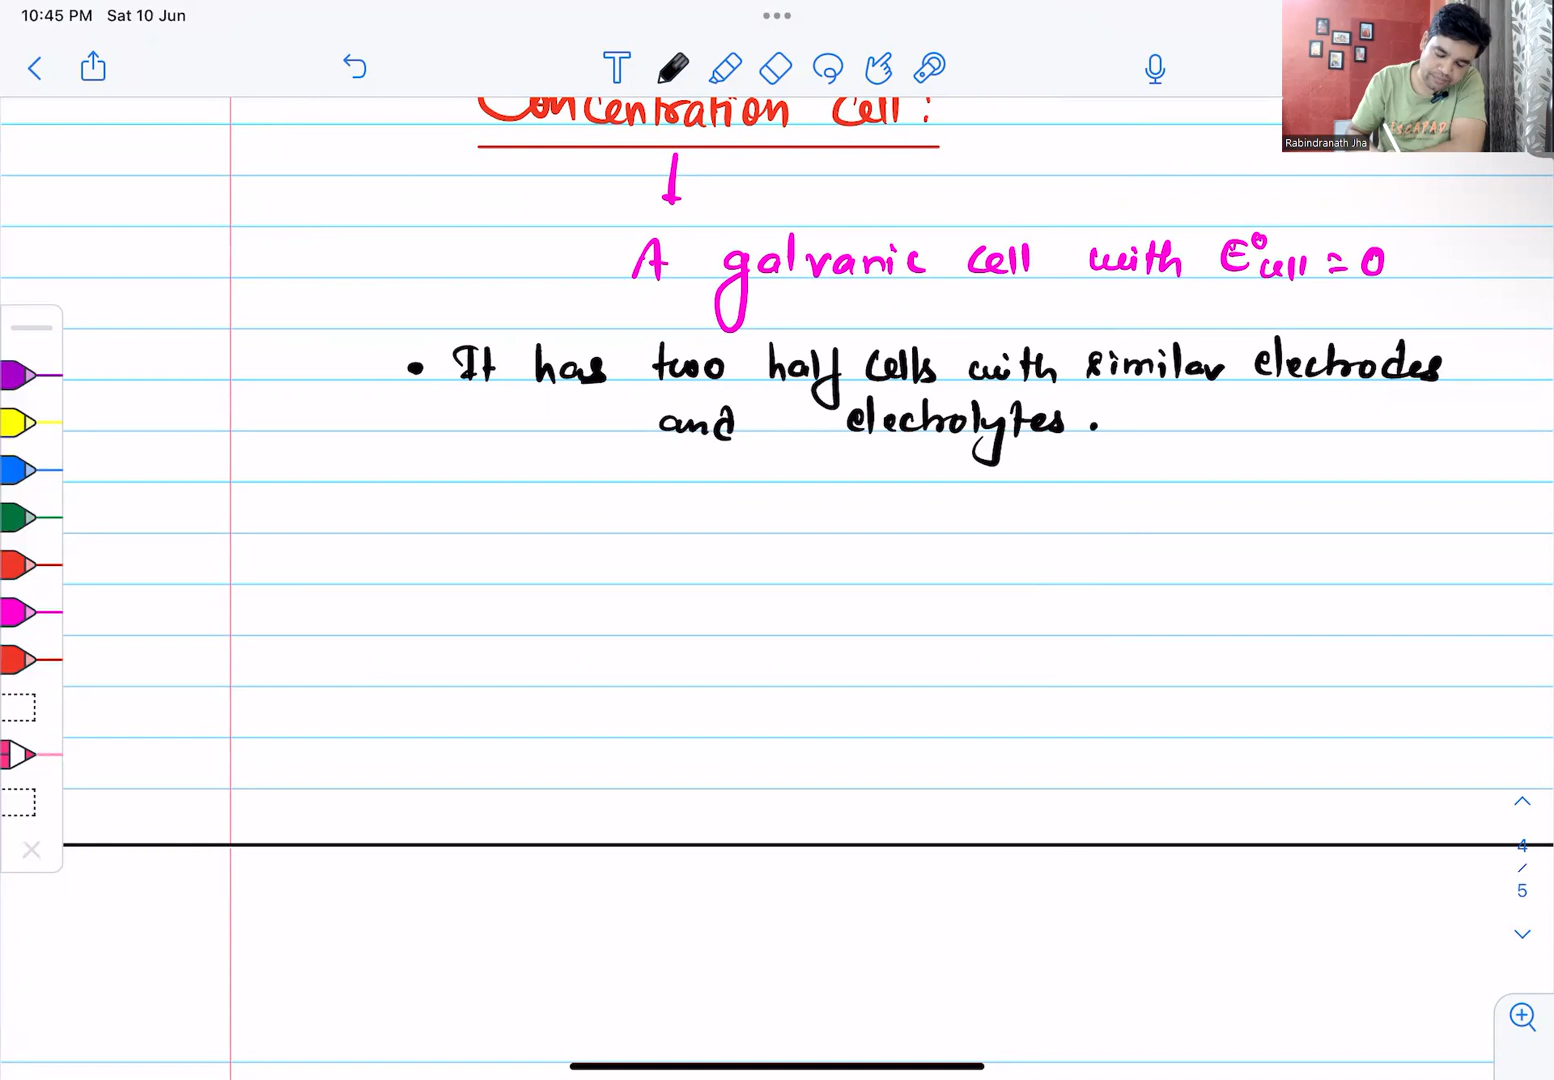 10:45 PM Sat 10 Jun
Concentration Cell:
A galvanic cell with E°cell = 0
• It has two half cells with similar electrodes
and electrolytes.
Rabindranath Jha
4
/
5